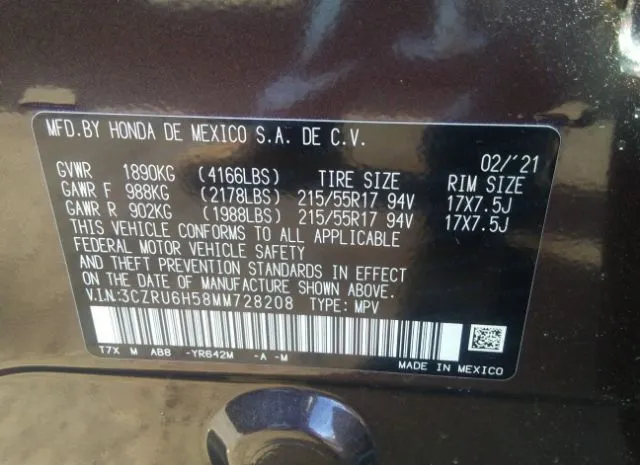 MFD.BY HONDA DE MEXICO S.A. DE C.V.
02/'21
GVWR 1890KG (4166LBS) TIRE SIZE RIM SIZE
GAWR F 988KG (2178LBS) 215/55R17 94V 17X7.5J
GAWR R 902KG (1988LBS) 215/55R17 94V 17X7.5J
THIS VEHICLE CONFORMS TO ALL APPLICABLE
FEDERAL MOTOR VEHICLE SAFETY
AND THEFT PREVENTION STANDARDS IN EFFECT
ON THE DATE OF MANUFACTURE SHOWN ABOVE.
V.I.N:3CZRU6H58MM728208 TYPE: MPV
T7X M AB8 -YR642M -A -M
MADE IN MEXICO